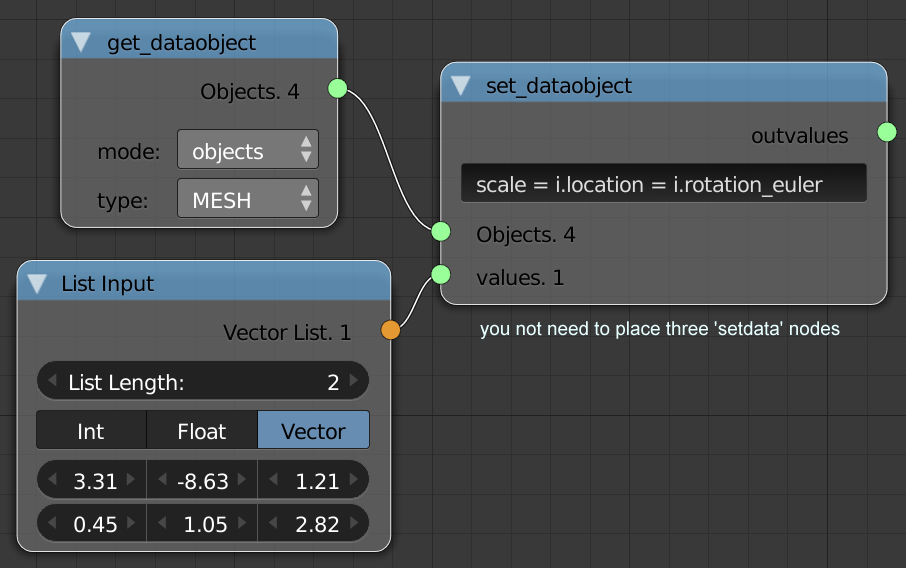 get_dataobject
Objects. 4
mode: objects
type: MESH
set_dataobject
outvalues
scale = i.location = i.rotation_euler
Objects. 4
values. 1
you not need to place three 'setdata' nodes
List Input
Vector List. 1
List Length: 2
Int Float Vector
3.31 -8.63 1.21
0.45 1.05 2.82